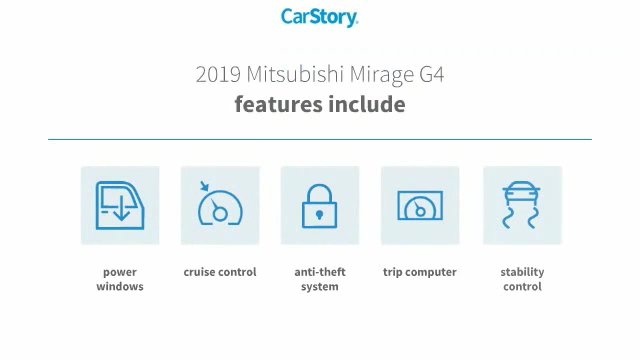 CarStory.
2019 Mitsubishi Mirage G4
features include
power
windows
cruise control
anti-theft
system
trip computer
stability
control